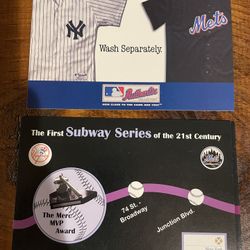 NY
Mets
Wash Separately.
Authentic
The First Subway Series of the 21st Century
The Merc
MVP
Award
74 St. -
Broadway
Junction Blvd.